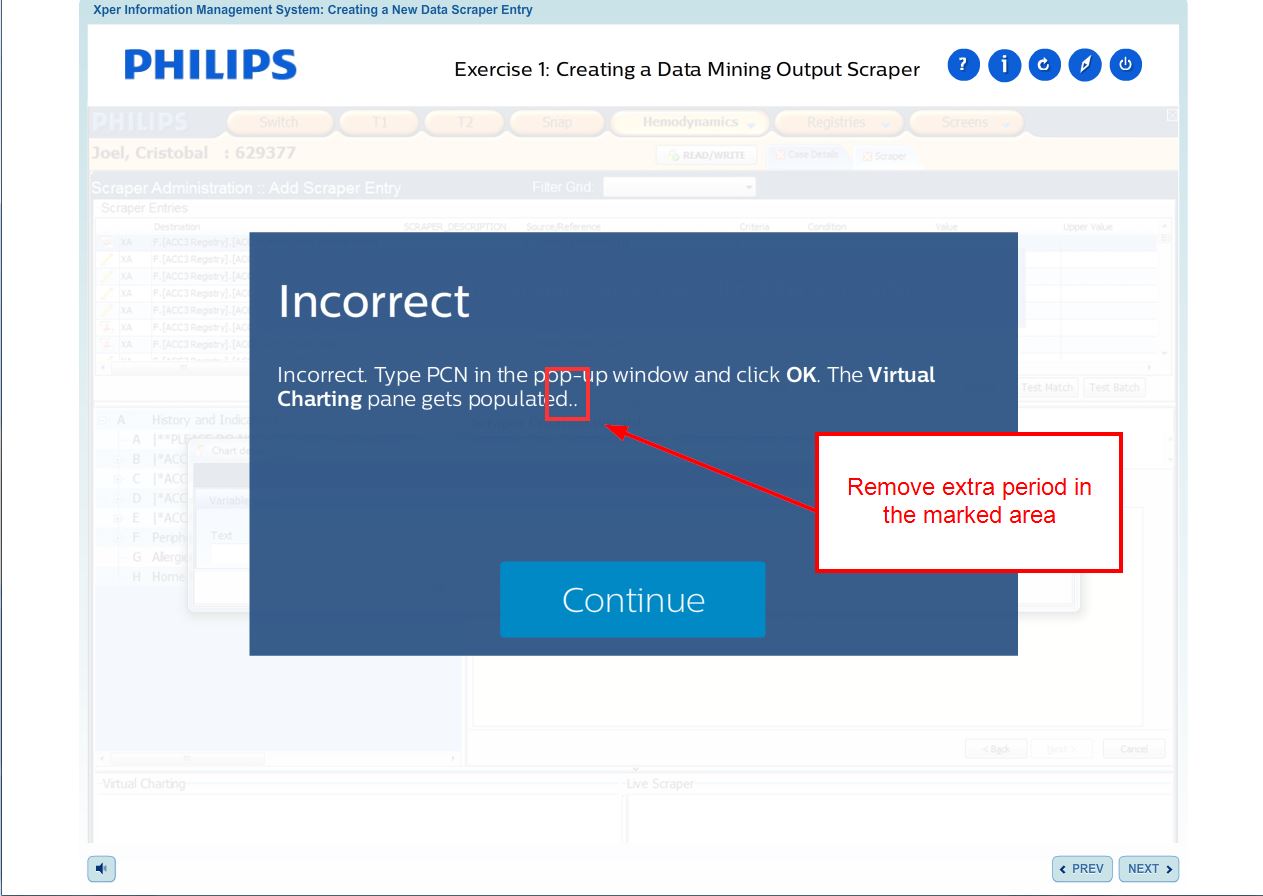 Xper Information Management System: Creating a New Data Scraper Entry
PHILIPS
Exercise 1: Creating a Data Mining Output Scraper
? i
PHILIPS Switch T1 T2 Snap Hemodynamics Registries Screens
Joel, Cristobal : 629377 READ/WRITE Case Details Scraper
Scraper Administration :: Add Scraper Entry Filter Grid:
Scraper Entries
Destination SCRAPER_DESCRIPTION Source/Reference Criteria Condition Value Upper Value
XA F.[ACC3 Registry].[AC
XA F.[ACC3 Registry].[AC
XA F.[ACC3 Registry].[AC
XA F.[ACC3 Registry].[AC
XA F.[ACC3 Registry].[AC
XA F.[ACC3 Registry].[AC
XA F.[ACC3 Registry].[AC
Incorrect
Incorrect. Type PCN in the pop-up window and click OK. The Virtual
Charting pane gets populated..
Test Match Test Batch
A History and Indica
A [**PL
B [*ACC
C [*ACC
D [*ACC
E [*ACC
F Periph
G Alergie
H Home
Chart de
Variable
Text
Remove extra period in
the marked area
Continue
< Back Next > Cancel
Virtual Charting Live Scraper
PREV NEXT